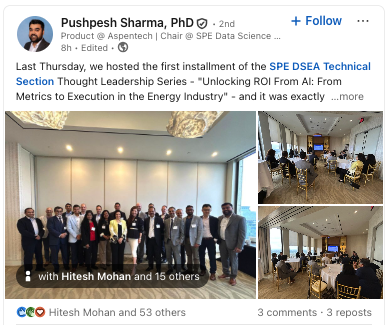 Pushpesh Sharma, PhD • 2nd
+ Follow ...
Product @ Aspentech | Chair @ SPE Data Science ...
8h • Edited •
Last Thursday, we hosted the first installment of the SPE DSEA Technical
Section Thought Leadership Series - "Unlocking ROI From AI: From
Metrics to Execution in the Energy Industry" - and it was exactly ...more
with Hitesh Mohan and 15 others
Hitesh Mohan and 53 others
3 comments · 3 reposts